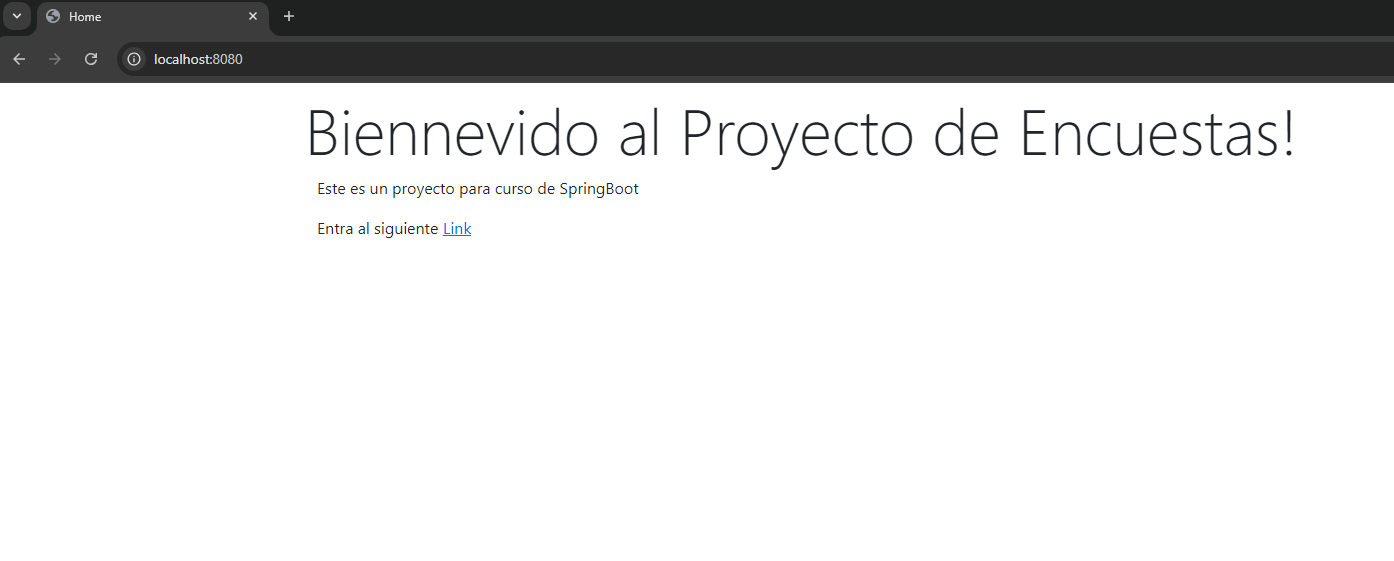 Home
localhost:8080
Biennevido al Proyecto de Encuestas!
Este es un proyecto para curso de SpringBoot
Entra al siguiente Link